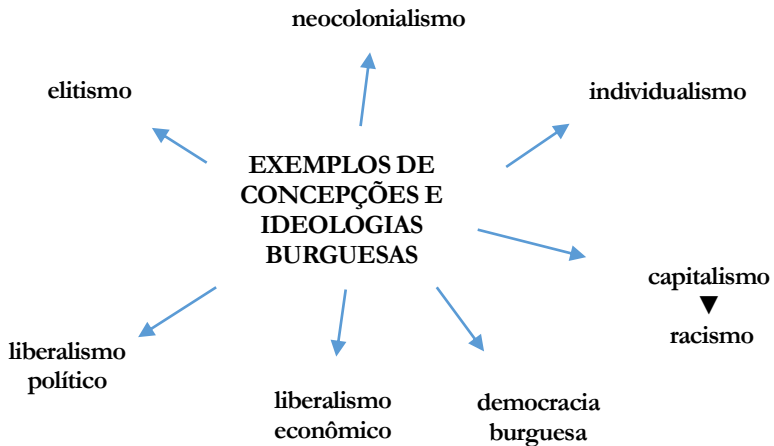 neocolonialismo
elitismo
individualismo
EXEMPLOS DE
CONCEPÇÕES E
IDEOLOGIAS
BURGUESAS
capitalismo
▼
racismo
liberalismo
político
liberalismo
econômico
democracia
burguesa